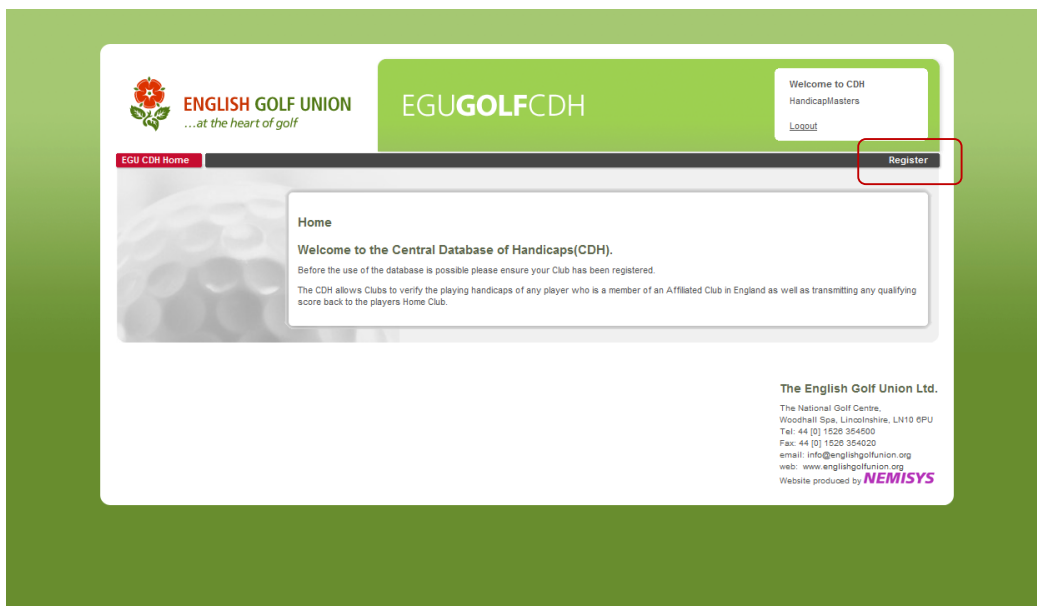 ENGLISH GOLF UNION
...at the heart of golf
EGUGOLFCDH
Welcome to CDH
HandicapMasters
Logout
EGU CDH Home
Register
Home
Welcome to the Central Database of Handicaps(CDH).
Before the use of the database is possible please ensure your Club has been registered.
The CDH allows Clubs to verify the playing handicaps of any player who is a member of an Affiliated Club in England as well as transmitting any qualifying
score back to the players Home Club.
The English Golf Union Ltd.
The National Golf Centre,
Woodhall Spa, Lincolnshire, LN10 6PU
Tel: 44 [0] 1526 354500
Fax: 44 [0] 1526 354020
email: info@englishgolfunion.org
web: www.englishgolfunion.org
Website produced by NEMISYS